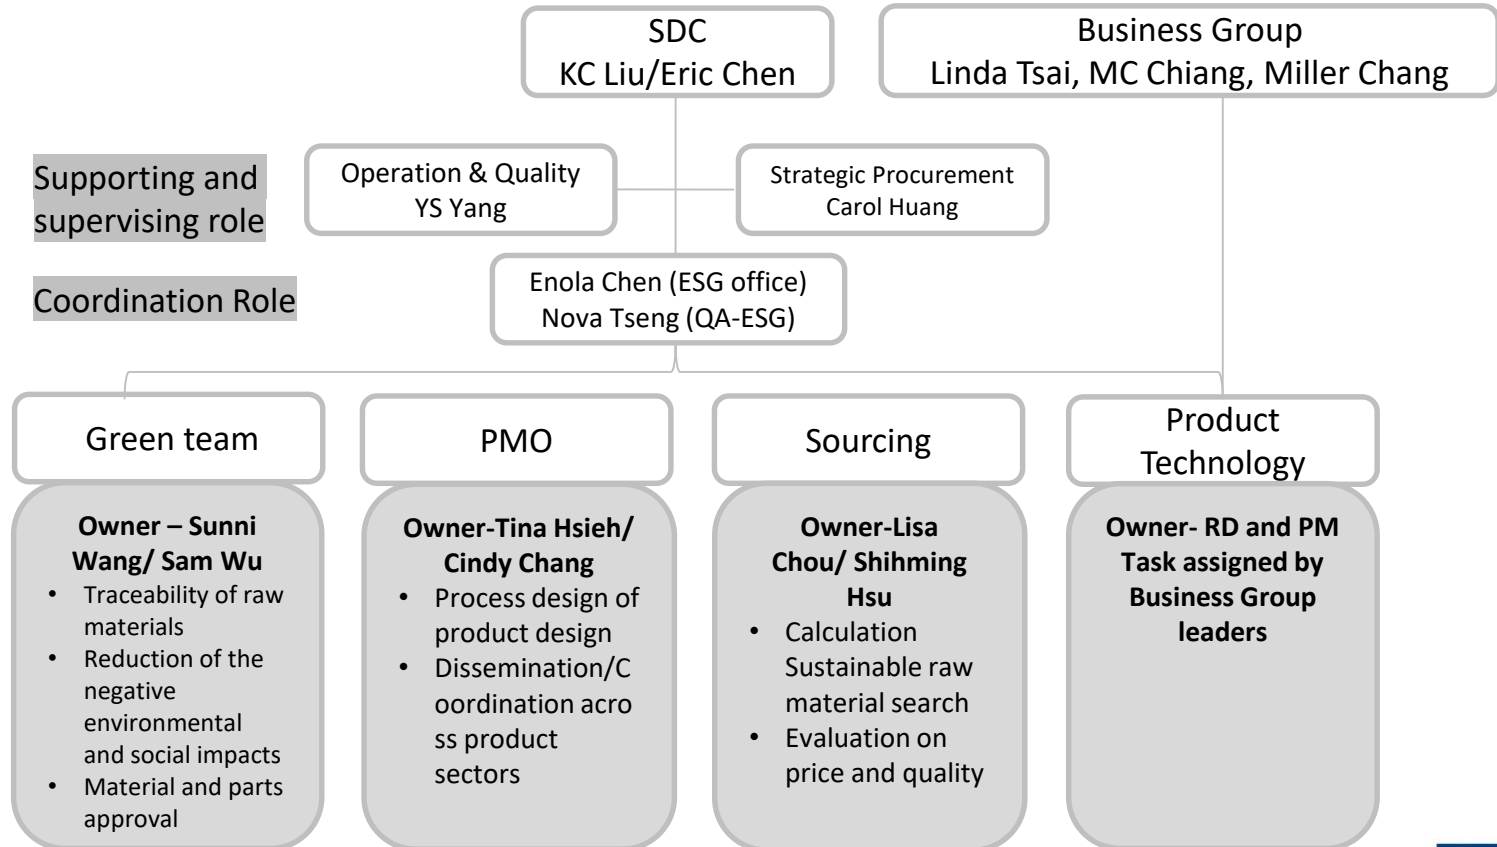 SDC
KC Liu/Eric Chen
Business Group
Linda Tsai, MC Chiang, Miller Chang
Supporting and
supervising role
Operation & Quality
YS Yang
Strategic Procurement
Carol Huang
Coordination Role
Enola Chen (ESG office)
Nova Tseng (QA-ESG)
Green team
PMO
Sourcing
Product
Technology
Owner – Sunni
Wang/ Sam Wu
• Traceability of raw
materials
• Reduction of the
negative
environmental
and social impacts
• Material and parts
approval
Owner-Tina Hsieh/
Cindy Chang
• Process design of
product design
• Dissemination/C
oordination acro
ss product
sectors
Owner-Lisa
Chou/ Shihming
Hsu
• Calculation
Sustainable raw
material search
• Evaluation on
price and quality
Owner- RD and PM
Task assigned by
Business Group
leaders